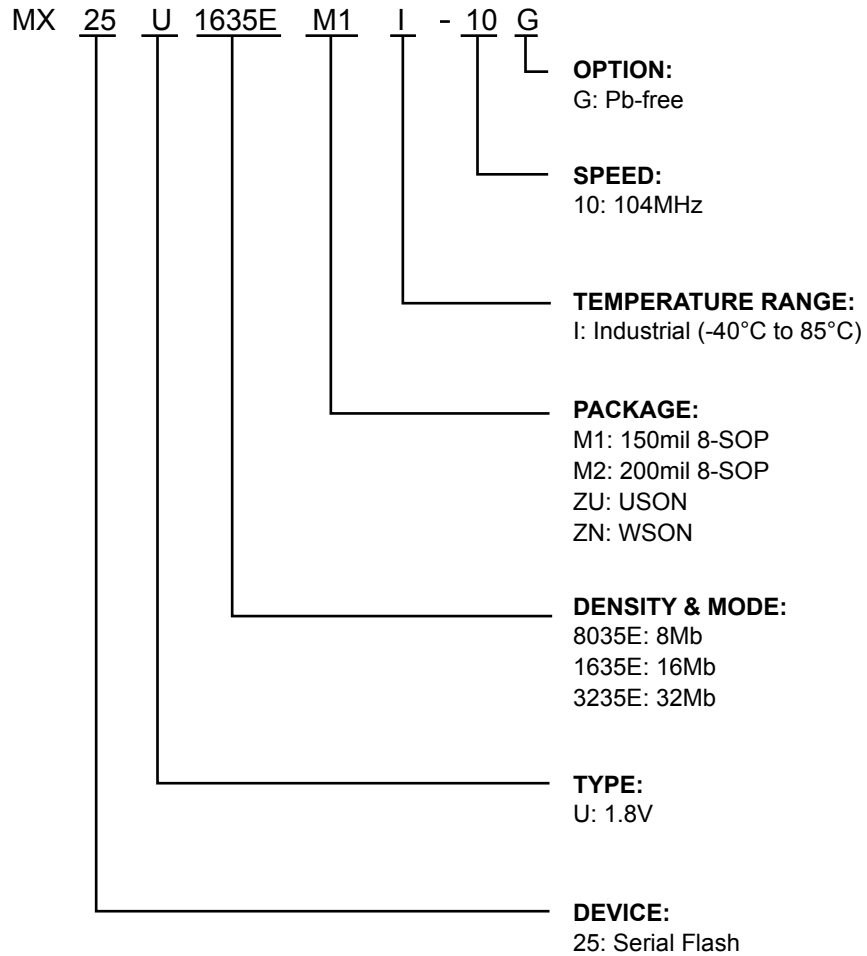 MX 25 U 1635E M1 I - 10 G
OPTION:
G: Pb-free
SPEED:
10: 104MHz
TEMPERATURE RANGE:
I: Industrial (-40°C to 85°C)
PACKAGE:
M1: 150mil 8-SOP
M2: 200mil 8-SOP
ZU: USON
ZN: WSON
DENSITY & MODE:
8035E: 8Mb
1635E: 16Mb
3235E: 32Mb
TYPE:
U: 1.8V
DEVICE:
25: Serial Flash